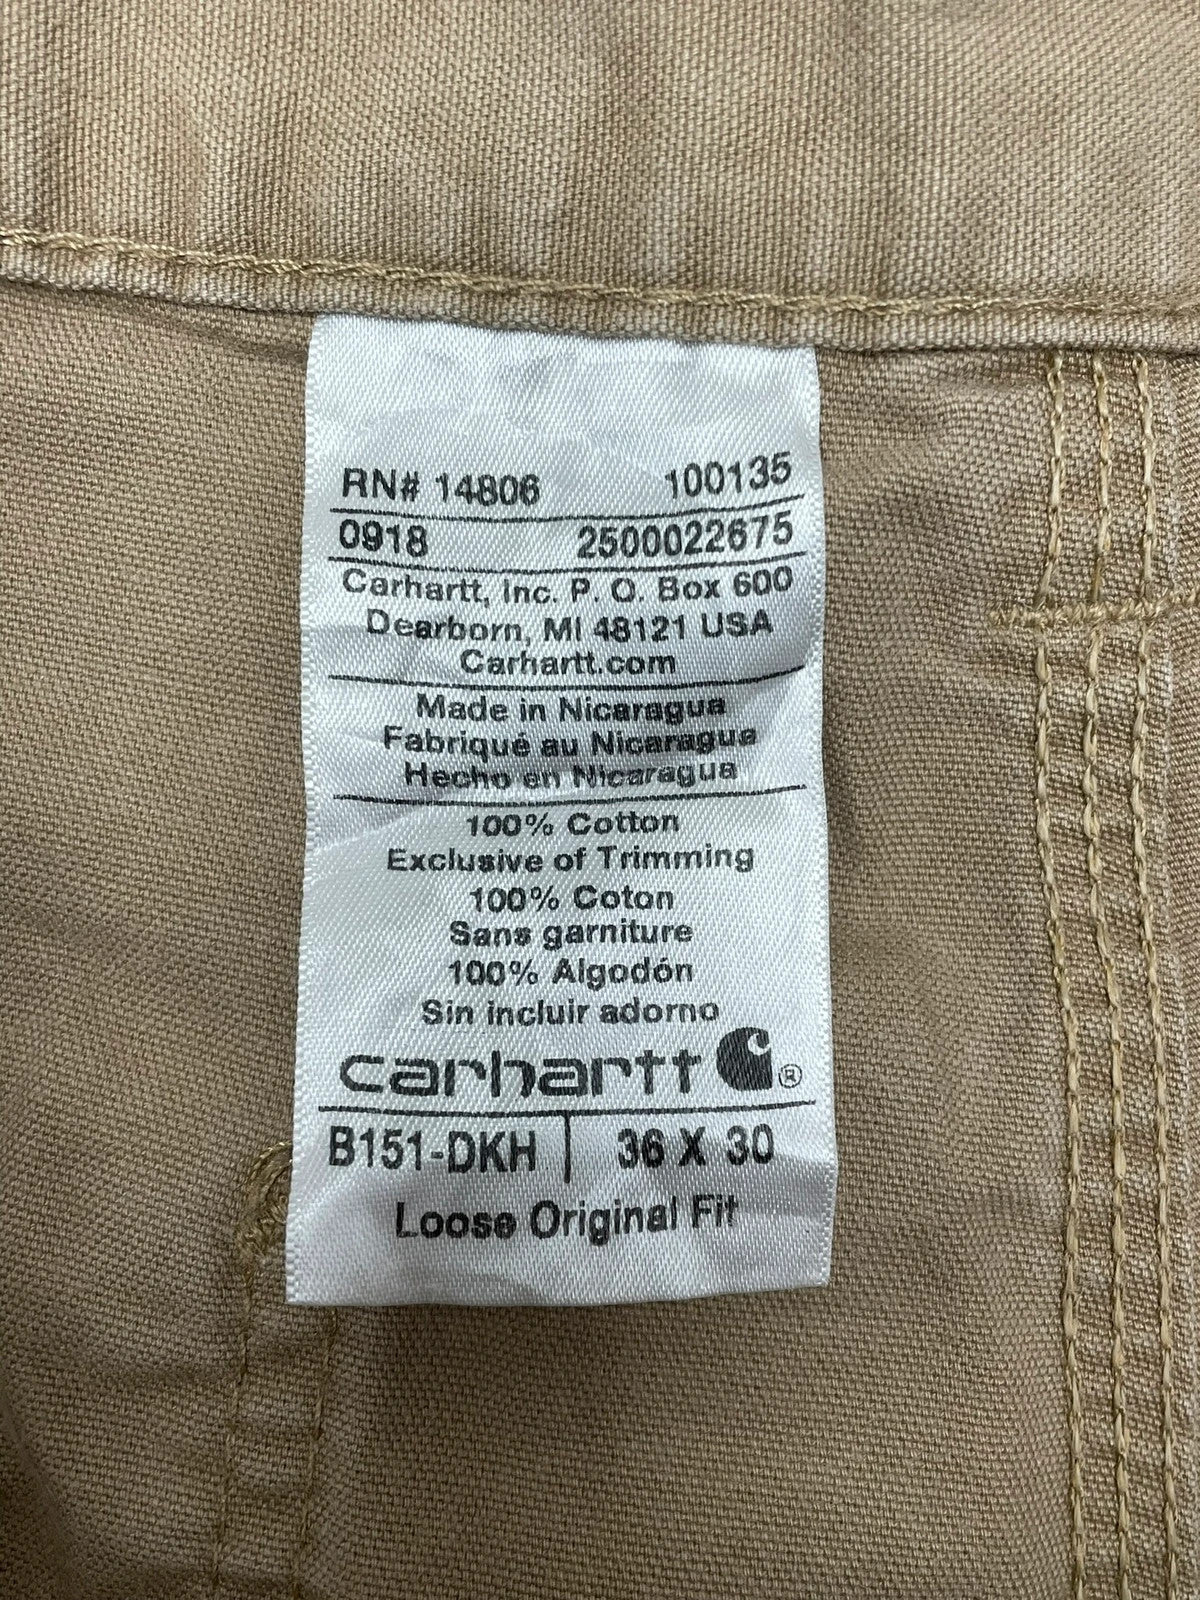 RN# 14806 100135
0918 2500022675
Carhartt, Inc. P. O. Box 600
Dearborn, MI 48121 USA
Carhartt.com
Made in Nicaragua
Fabriqué au Nicaragua
Hecho en Nicaragua
100% Cotton
Exclusive of Trimming
100% Coton
Sans garniture
100% Algodón
Sin incluir adorno
carhartt ®
B151-DKH | 36 X 30
Loose Original Fit